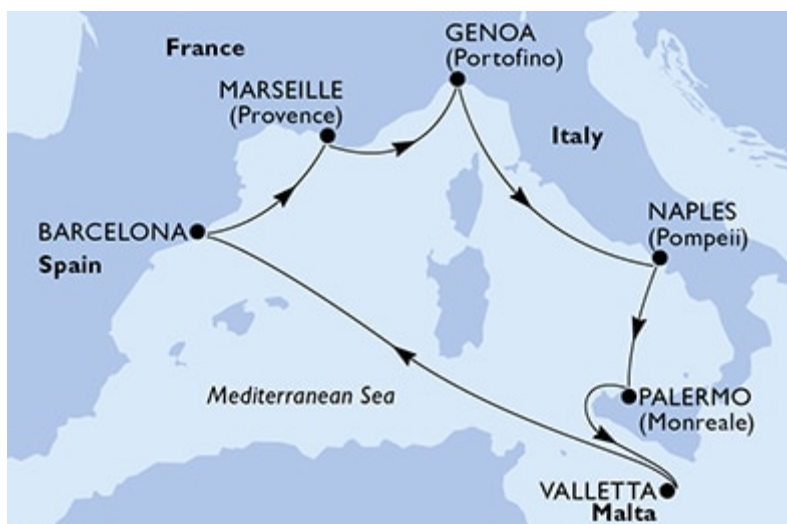 GENOA
(Portofino)
France
MARSEILLE
(Provence)
Italy
NAPLES
(Pompeii)
BARCELONA
Spain
Mediterranean Sea
PALERMO
(Monreale)
VALLETTA
Malta